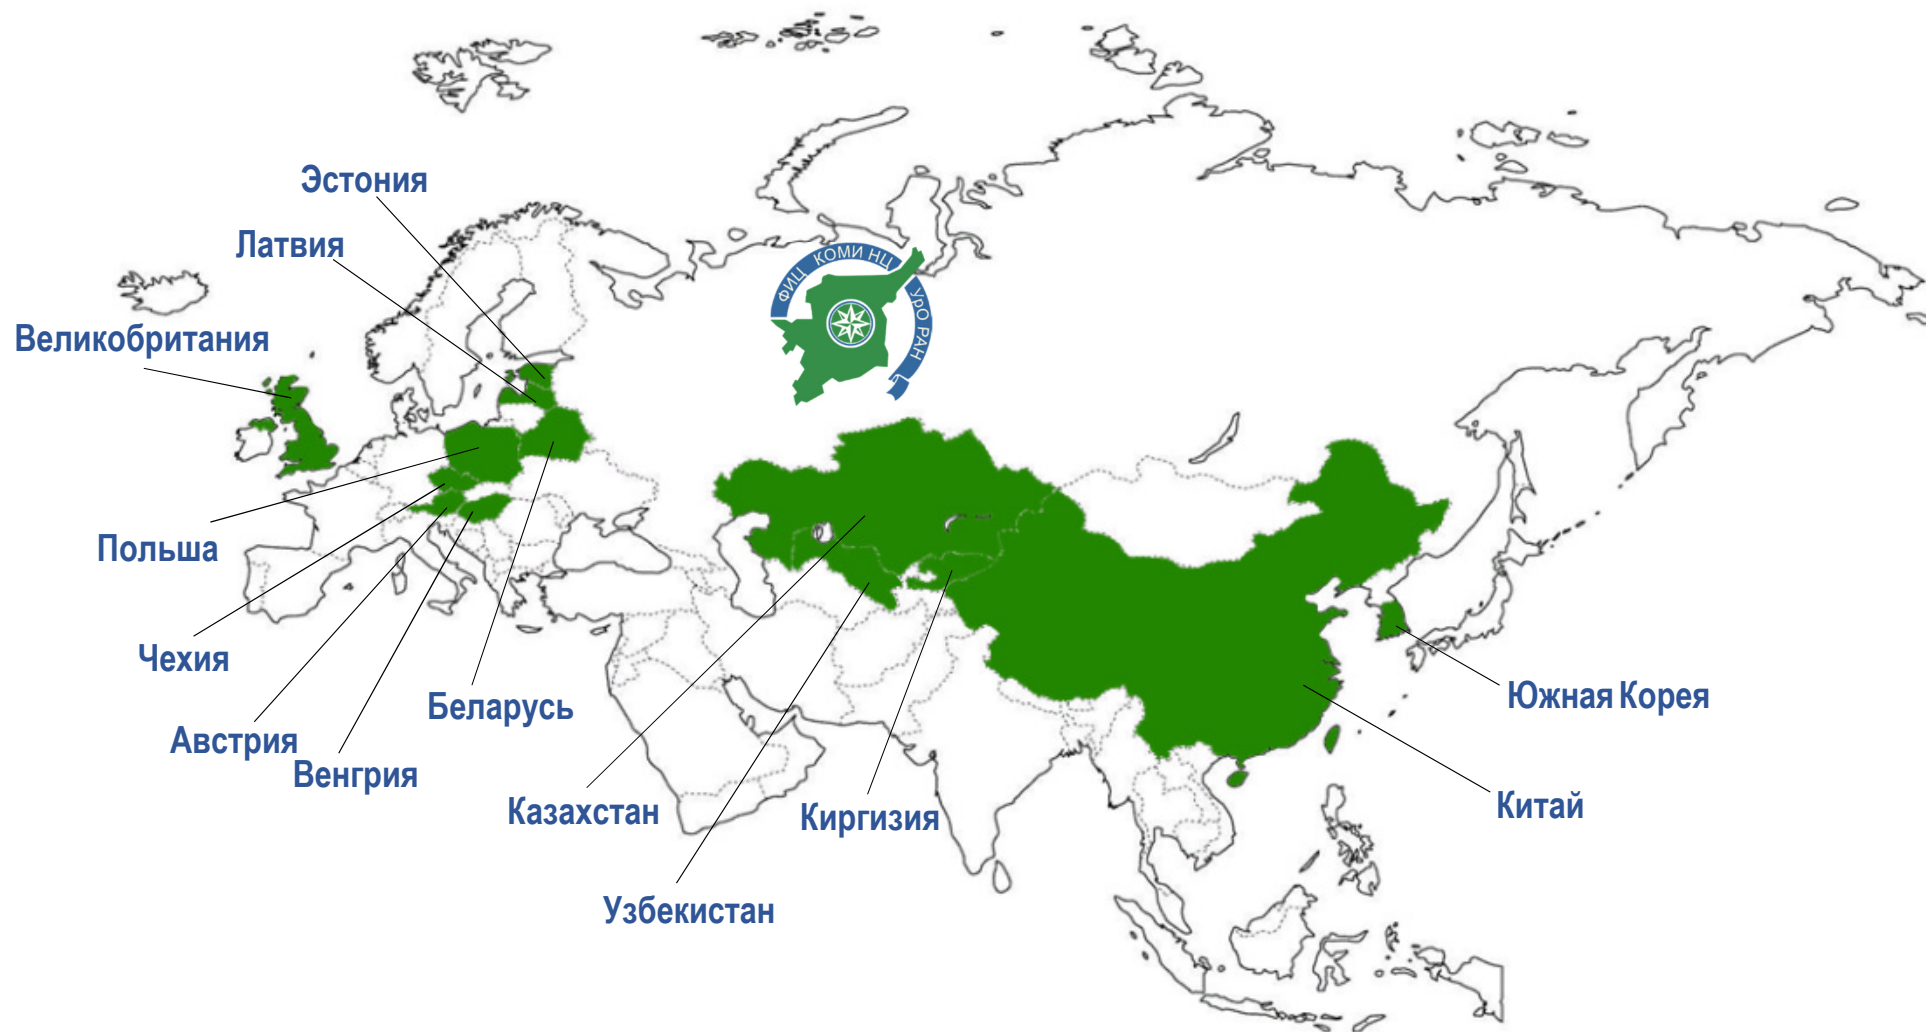 Эстония
Латвия
ФИЦ КОМИ НЦ
УрО РАН
Великобритания
Польша
Чехия
Беларусь
Южная Корея
Австрия
Венгрия
Казахстан
Киргизия
Китай
Узбекистан